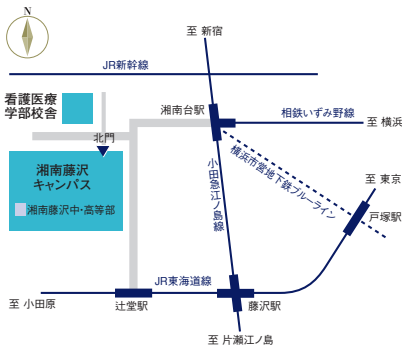 N
至 新宿
JR新幹線
看護医療
学部校舎
湘南台駅
相鉄いずみ野線
至 横浜
北門
湘南藤沢
キャンパス
湘南藤沢中・高等部
小田急江ノ島線
横浜市営地下鉄ブルーライン
至 東京
戸塚駅
JR東海道線
至 小田原
辻堂駅
藤沢駅
至 片瀬江ノ島